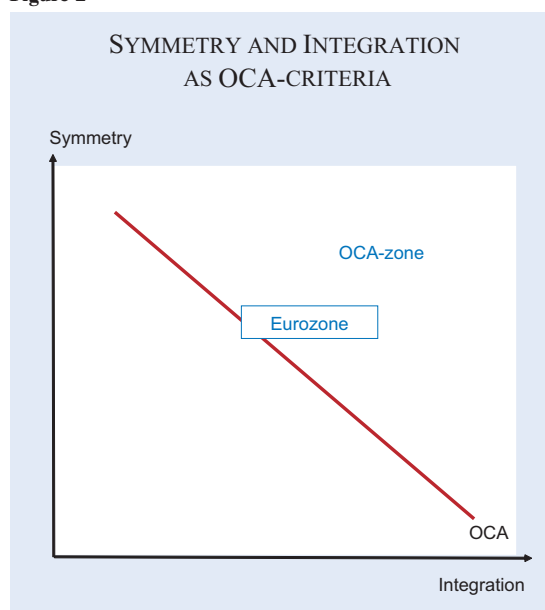 SYMMETRY AND INTEGRATION
AS OCA-CRITERIA
Symmetry
OCA-zone
Eurozone
OCA
Integration